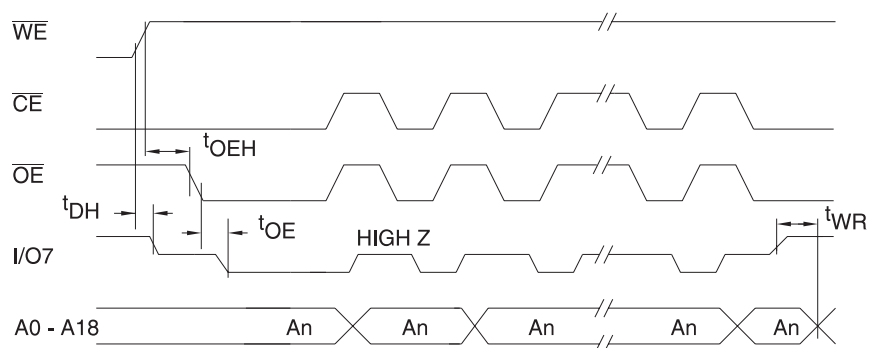 WE
CE
tOEH
OE
tDH
tOE
tWR
HIGH Z
I/O7
A0 - A18 An An An An An